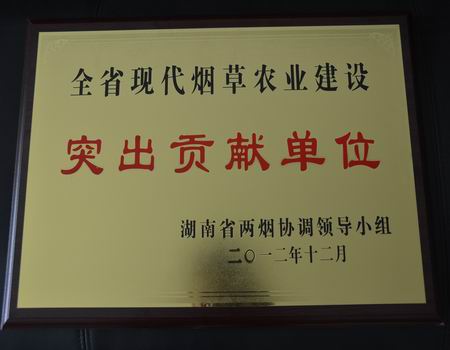 全省现代烟草农业建设
突出贡献单位
湖南省两烟协调领导小组
二〇一二年十二月